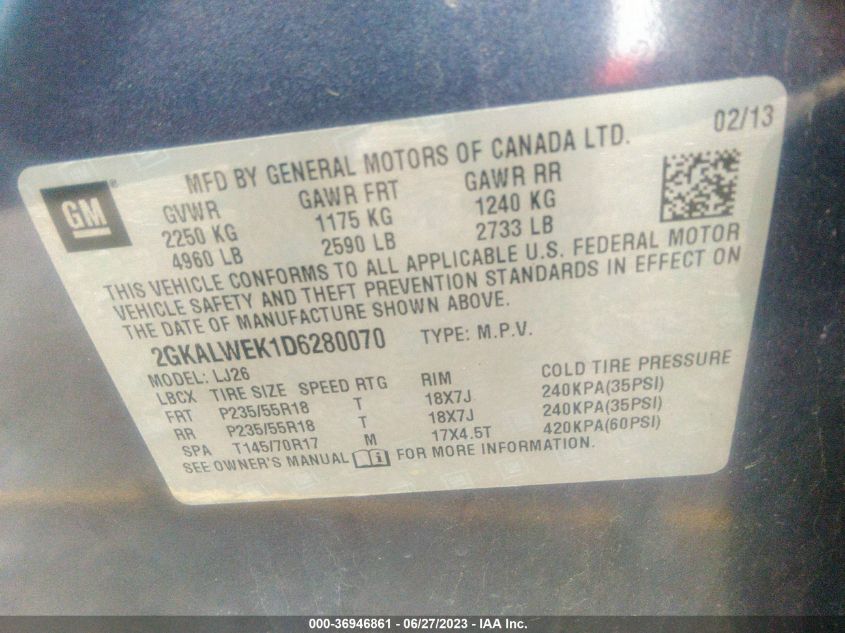 02/13
MFD BY GENERAL MOTORS OF CANADA LTD.
GM
GVWR GAWR FRT GAWR RR
2250 KG 1175 KG 1240 KG
4960 LB 2590 LB 2733 LB
THIS VEHICLE CONFORMS TO ALL APPLICABLE U.S. FEDERAL MOTOR
VEHICLE SAFETY AND THEFT PREVENTION STANDARDS IN EFFECT ON
THE DATE OF MANUFACTURE SHOWN ABOVE.
2GKALWEK1D6280070 TYPE: M.P.V.
MODEL: LJ26
LBCX TIRE SIZE SPEED RTG RIM COLD TIRE PRESSURE
FRT P235/55R18 T 18X7J 240KPA(35PSI)
RR P235/55R18 T 18X7J 240KPA(35PSI)
SPA T145/70R17 M 17X4.5T 420KPA(60PSI)
SEE OWNER'S MANUAL FOR MORE INFORMATION.
000-36946861 - 06/27/2023 - IAA Inc.